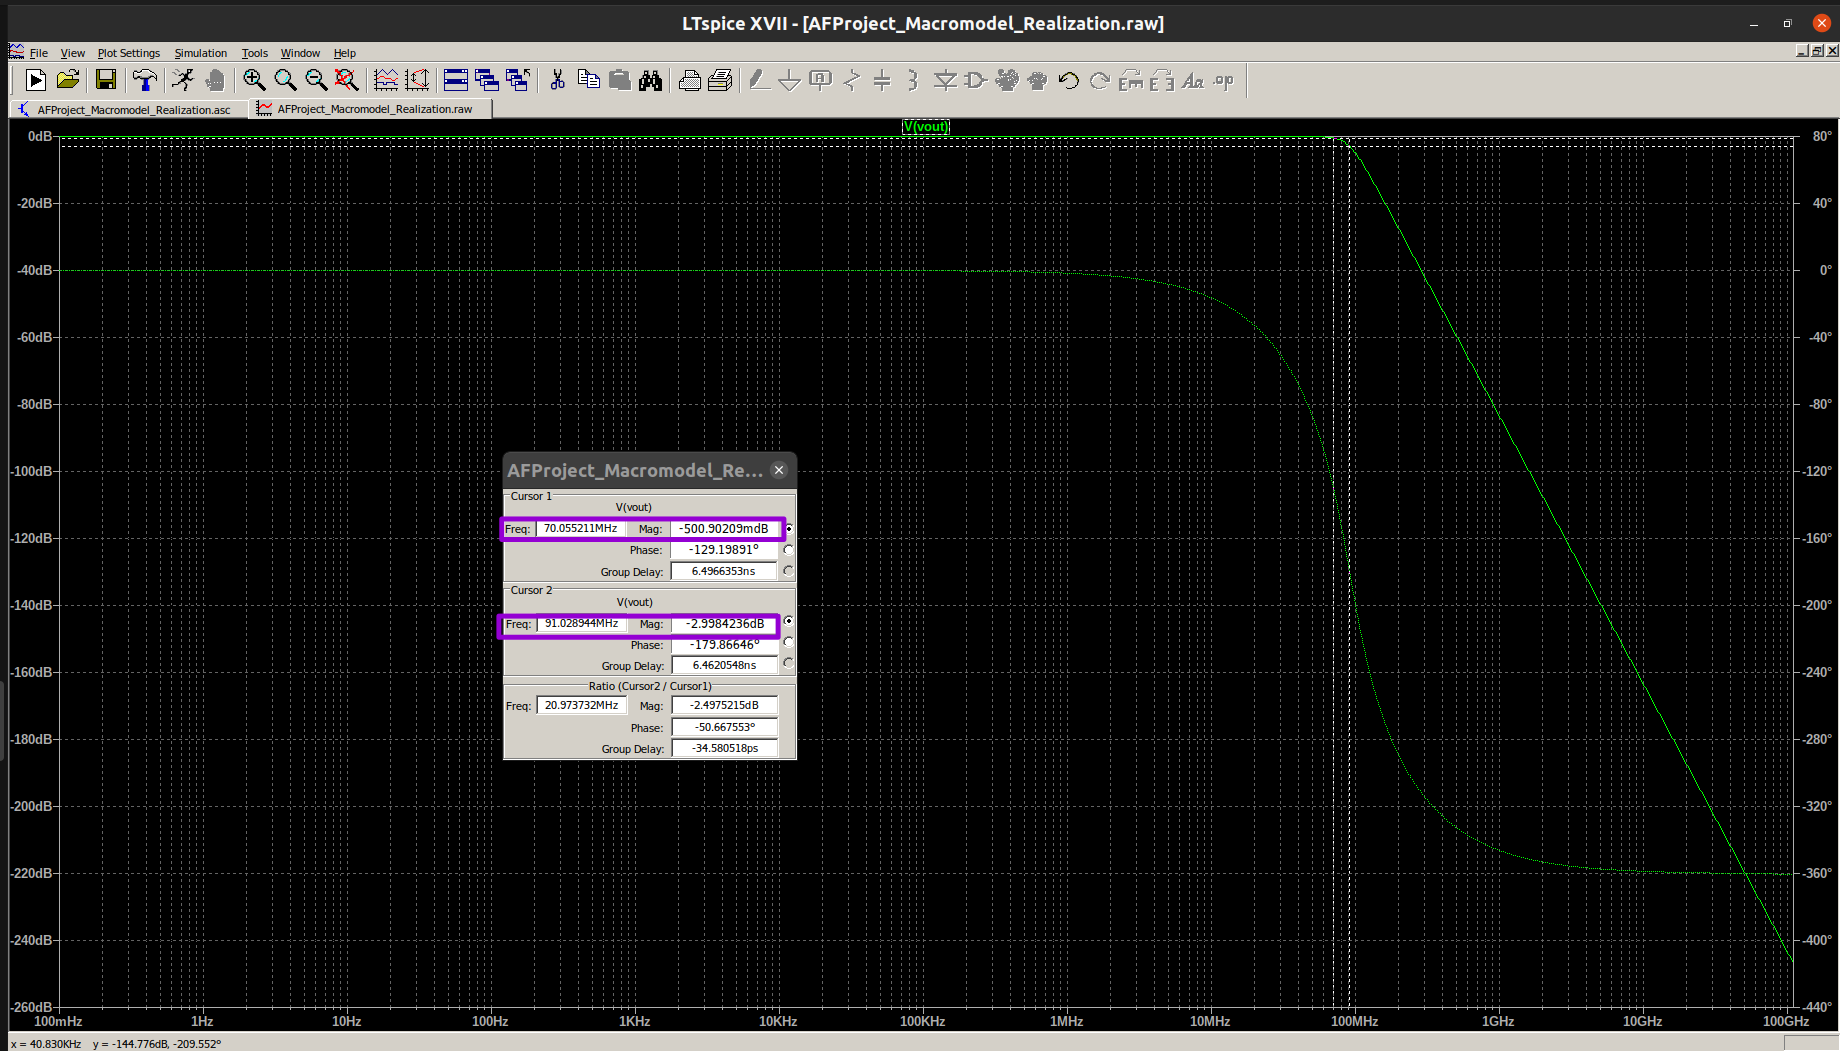 LTspice XVII - [AFProject_Macromodel_Realization.raw]
File View Plot Settings Simulation Tools Window Help
AFProject_Macromodel_Realization.asc AFProject_Macromodel_Realization.raw
V(vout)
0dB 80°
-20dB 40°
-40dB 0°
-60dB -40°
-80dB -80°
-100dB -120°
-120dB -160°
-140dB -200°
-160dB -240°
-180dB -280°
-200dB -320°
-220dB -360°
-240dB -400°
-260dB -440°
100mHz 1Hz 10Hz 100Hz 1KHz 10KHz 100KHz 1MHz 10MHz 100MHz 1GHz 10GHz 100GHz
AFProject_Macromodel_Re...
Cursor 1
V(vout)
Freq: 70.055211MHz Mag: -500.90209mdB
Phase: -129.19891°
Group Delay: 6.4966353ns
Cursor 2
V(vout)
Freq: 91.028944MHz Mag: -2.9984236dB
Phase: -179.86646°
Group Delay: 6.4620548ns
Ratio (Cursor2 / Cursor1)
Freq: 20.973732MHz Mag: -2.4975215dB
Phase: -50.667553°
Group Delay: -34.580518ps
x = 40.830KHz y = -144.776dB, -209.552°